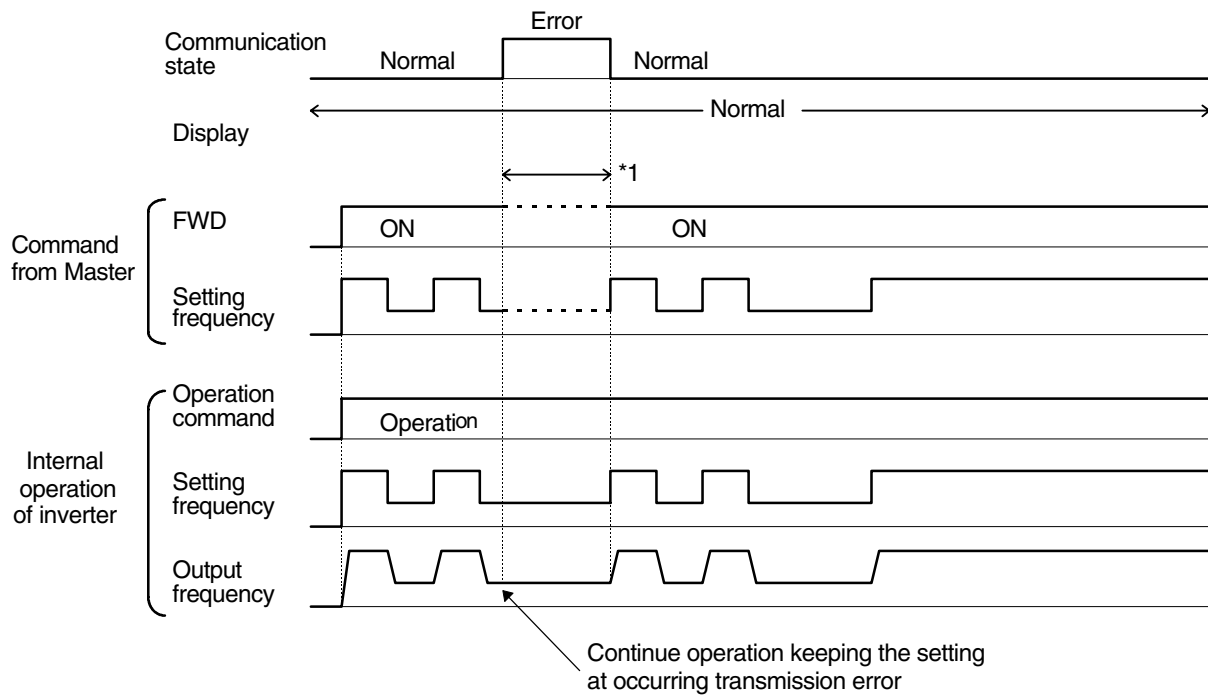 Error
Communication
state
Normal
Normal
Normal
Display
*1
Command
from Master
FWD
ON
ON
Setting
frequency
Internal
operation
of inverter
Operation
command
Operation
Setting
frequency
Output
frequency
Continue operation keeping the setting
at occurring transmission error